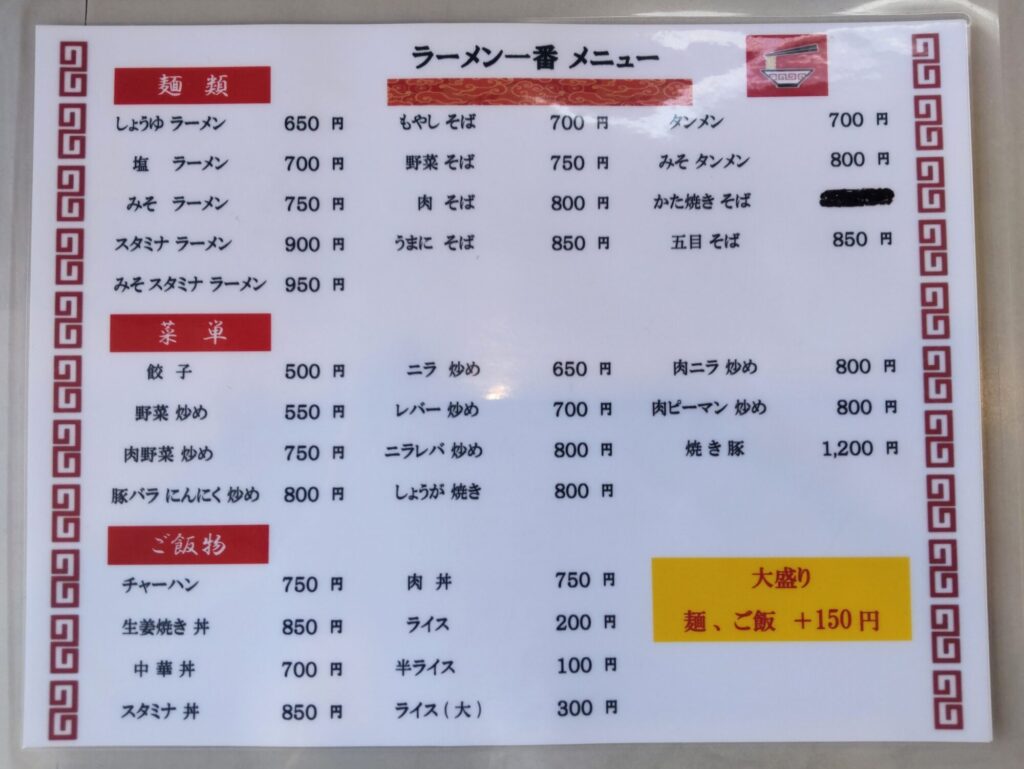 ラーメン一番 メニュー
麺 類
しょうゆ ラーメン 650 円 もやし そば 700 円 タンメン 700 円
塩 ラーメン 700 円 野菜 そば 750 円 みそ タンメン 800 円
みそ ラーメン 750 円 肉 そば 800 円 かた焼き そば
スタミナ ラーメン 900 円 うまに そば 850 円 五目 そば 850 円
みそ スタミナ ラーメン 950 円
菜 単
餃 子 500 円 ニラ 炒め 650 円 肉ニラ 炒め 800 円
野菜 炒め 550 円 レバー 炒め 700 円 肉ピーマン 炒め 800 円
肉野菜 炒め 750 円 ニラレバ 炒め 800 円 焼 き 豚 1,200 円
豚バラ にんにく 炒め 800 円 しょうが 焼き 800 円
ご飯物
チャーハン 750 円 肉 丼 750 円
生姜焼き 丼 850 円 ライス 200 円
中 華 丼 700 円 半ライス 100 円
スタミナ 丼 850 円 ライス ( 大 ) 300 円
大盛り
麺 、ご飯 +150 円